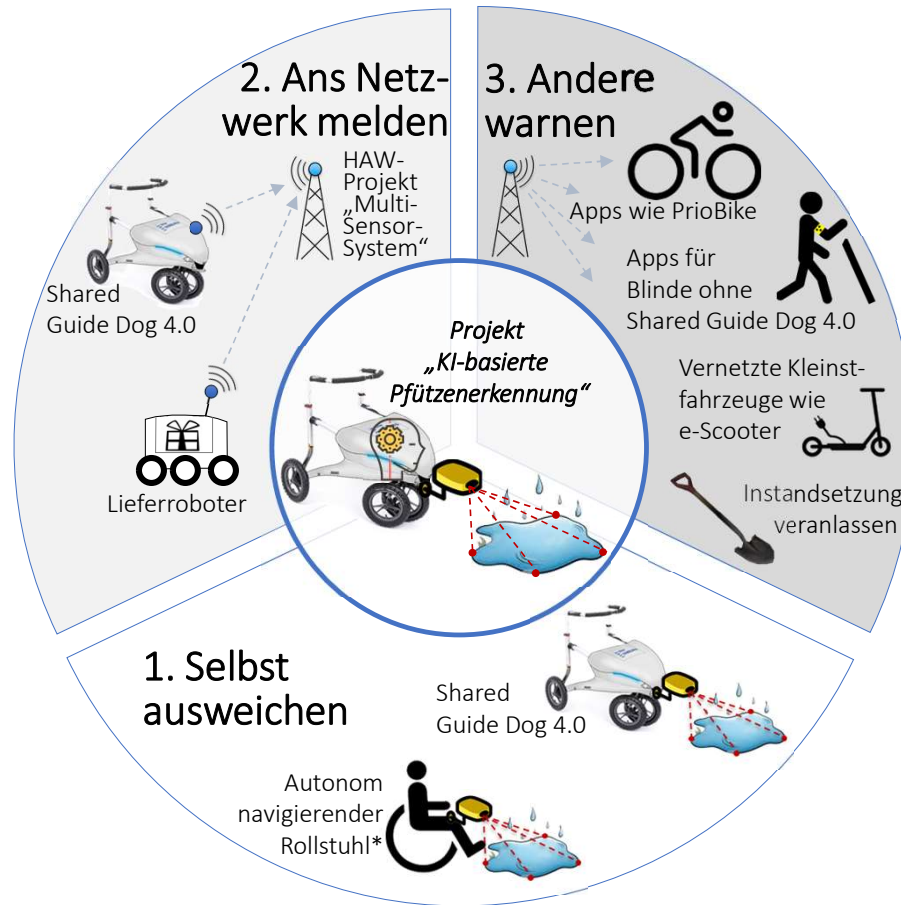 2. Ans Netz-
werk melden
HAW-
Projekt
„Multi-
Sensor-
System“
Shared
Guide Dog 4.0
Lieferroboter
3. Andere
warnen
Apps wie PrioBike
Apps für
Blinde ohne
Shared Guide Dog 4.0
Vernetzte Kleinst-
fahrzeuge wie
e-Scooter
Instandsetzung
veranlassen
Projekt
„KI-basierte
Pfützenerkennung“
1. Selbst
ausweichen
Shared
Guide Dog 4.0
Autonom
navigierender
Rollstuhl*